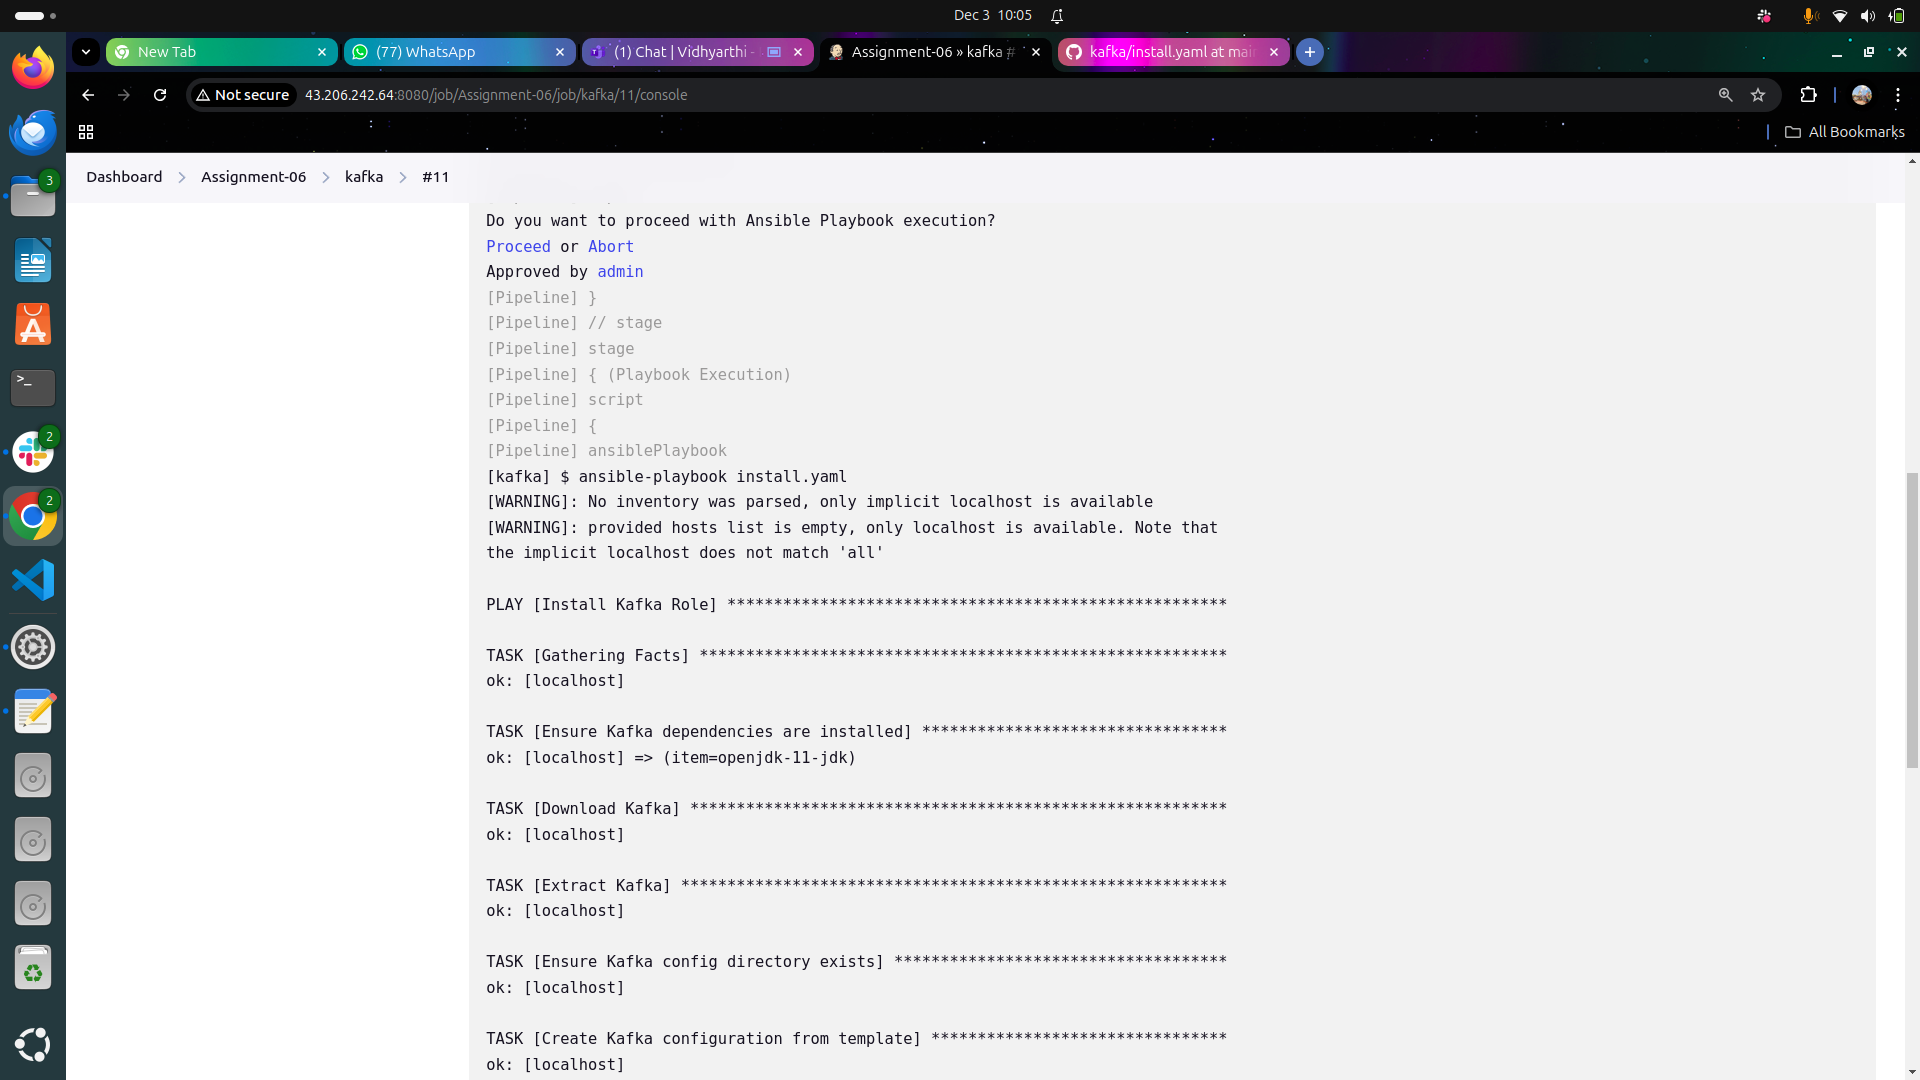 Dec 3 10:05
New Tab
(77) WhatsApp
(1) Chat | Vidhyarthi -
Assignment-06 » kafka #
kafka/install.yaml at mai
Not secure
43.206.242.64:8080/job/Assignment-06/job/kafka/11/console
All Bookmarks
Dashboard
Assignment-06
kafka
#11
3
2
2
Do you want to proceed with Ansible Playbook execution?
Proceed or Abort
Approved by admin
[Pipeline] }
[Pipeline] // stage
[Pipeline] stage
[Pipeline] { (Playbook Execution)
[Pipeline] script
[Pipeline] {
[Pipeline] ansiblePlaybook
[kafka] $ ansible-playbook install.yaml
[WARNING]: No inventory was parsed, only implicit localhost is available
[WARNING]: provided hosts list is empty, only localhost is available. Note that
the implicit localhost does not match 'all'
PLAY [Install Kafka Role] ******************************************************
TASK [Gathering Facts] *********************************************************
ok: [localhost]
TASK [Ensure Kafka dependencies are installed] *********************************
ok: [localhost] => (item=openjdk-11-jdk)
TASK [Download Kafka] **********************************************************
ok: [localhost]
TASK [Extract Kafka] ***********************************************************
ok: [localhost]
TASK [Ensure Kafka config directory exists] ************************************
ok: [localhost]
TASK [Create Kafka configuration from template] ********************************
ok: [localhost]